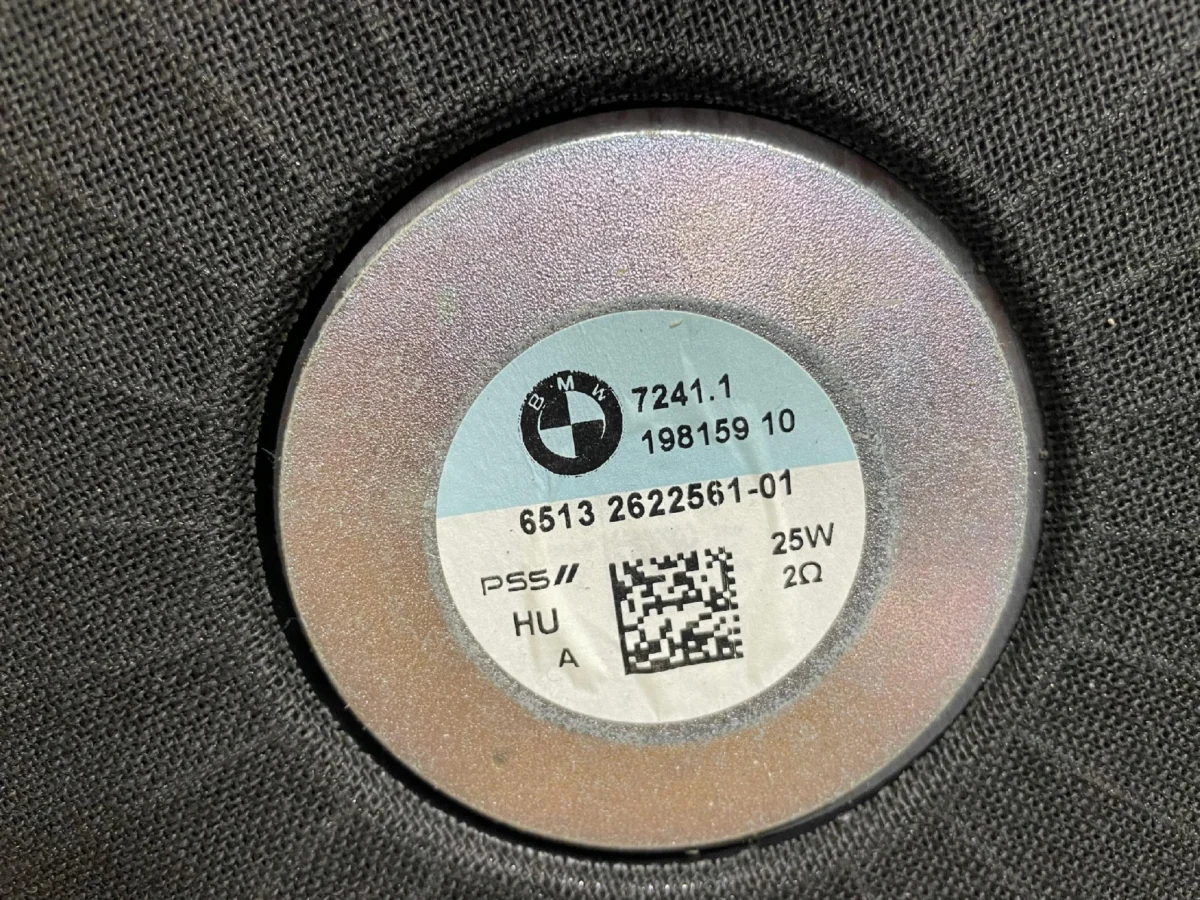 BMW
7241.1
198159 10
6513 2622561-01
25W
2Ω
PSS//
HU
A